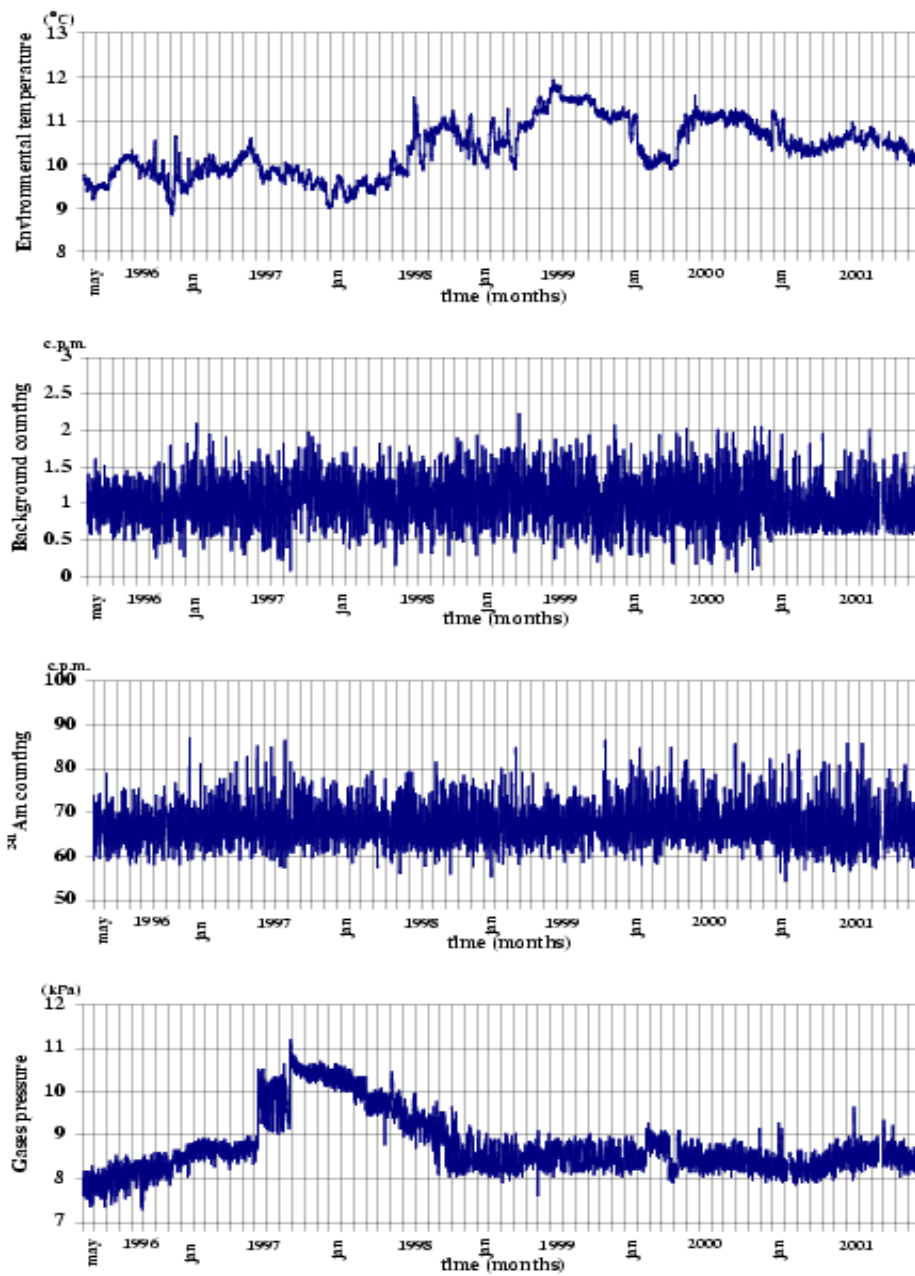 (°C)
Environmental temperature
13
12
11
10
9
8
may 1996 jan 1997 jan 1998 jan 1999 jan 2000 jan 2001
time (months)
c.p.m.
Background counting
3
2.5
2
1.5
1
0.5
0
may 1996 jan 1997 jan 1998 jan 1999 jan 2000 jan 2001
time (months)
c.p.m.
²⁴¹Am counting
100
90
80
70
60
50
may 1996 jan 1997 jan 1998 jan 1999 jan 2000 jan 2001
time (months)
(kPa)
Gases pressure
12
11
10
9
8
7
may 1996 jan 1997 jan 1998 jan 1999 jan 2000 jan 2001
time (months)